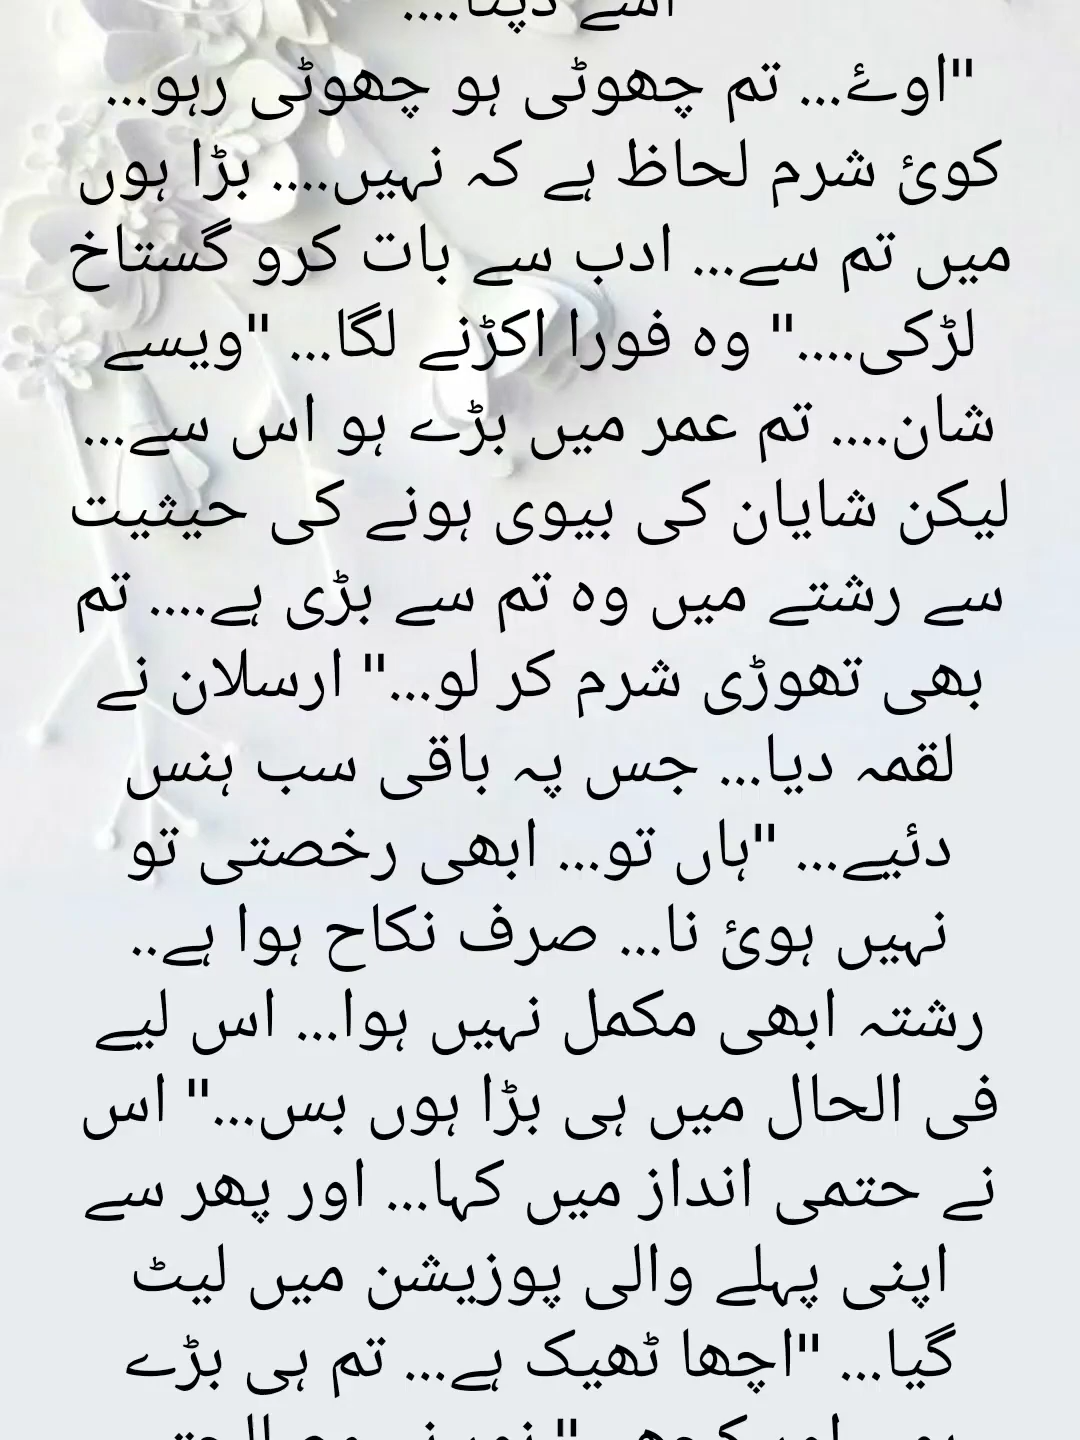 اسے ڈپٹا....
"اوۓ... تم چھوٹی ہو چھوٹی رہو...
کوئ شرم لحاظ ہے کہ نہیں.... بڑا ہوں
میں تم سے... ادب سے بات کرو گستاخ
لڑکی...." وہ فورا اکڑنے لگا... "ویسے
شان.... تم عمر میں بڑے ہو اس سے...
لیکن شایان کی بیوی ہونے کی حیثیت
سے رشتے میں وہ تم سے بڑی ہے.... تم
بھی تھوڑی شرم کر لو..." ارسلان نے
لقمہ دیا... جس پہ باقی سب ہنس
دئیے... "ہاں تو... ابھی رخصتی تو
نہیں ہوئ نا... صرف نکاح ہوا ہے..
رشتہ ابھی مکمل نہیں ہوا... اس لیے
فی الحال میں ہی بڑا ہوں بس..." اس
نے حتمی انداز میں کہا... اور پھر سے
اپنی پہلے والی پوزیشن میں لیٹ
گیا... "اچھا ٹھیک ہے... تم ہی بڑے